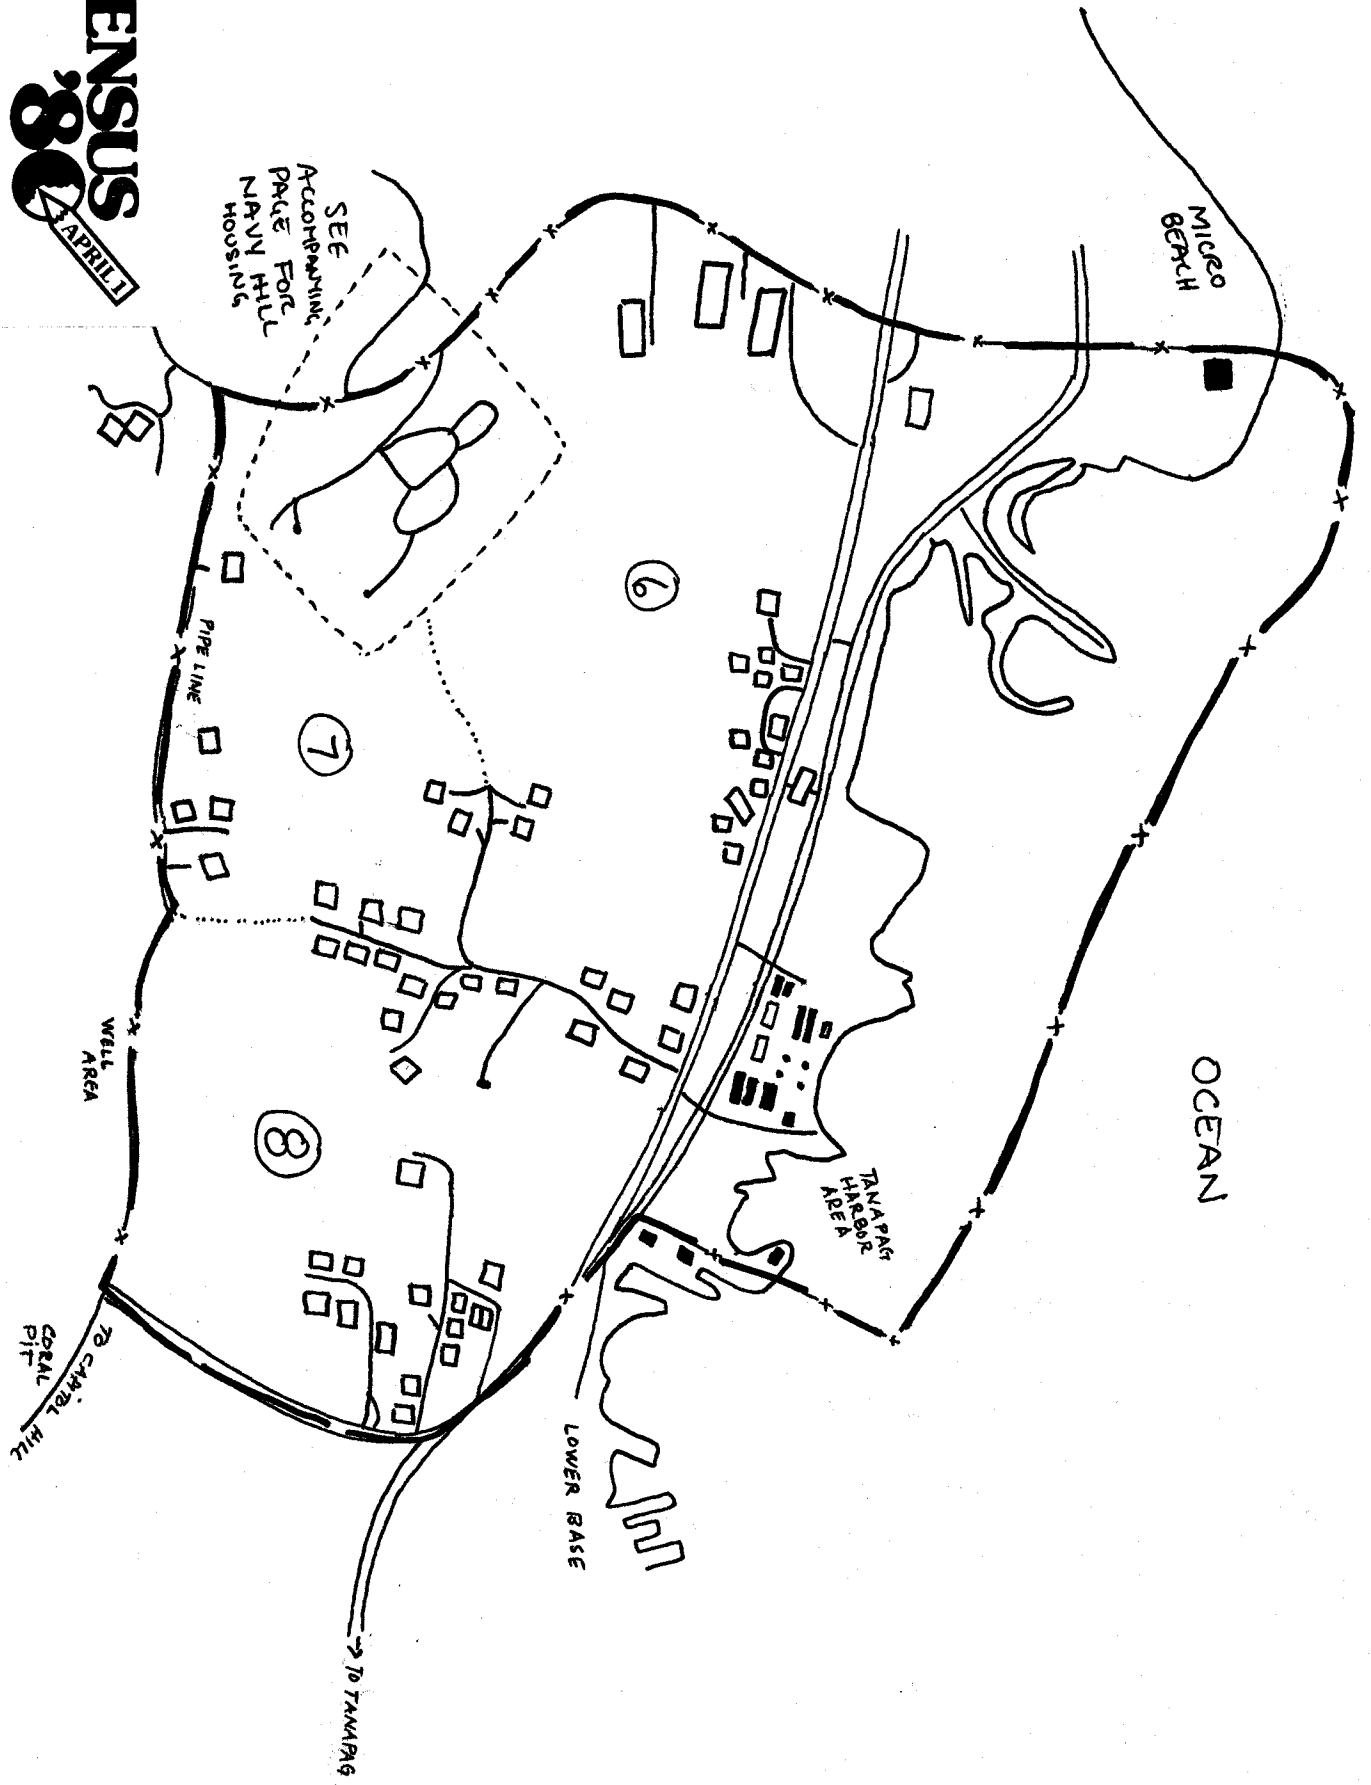 ENSUS
'80
APRIL 1
SEE
ACCOMPANYING
PAGE FOR
NAVY HILL
HOUSING
MICRO
BEACH
6
PIPE LINE
7
OCEAN
WELL
AREA
8
TANAPAG
HARBOR
AREA
TO CAPITOL HILL
CORAL
PIT
LOWER BASE
→ TO TANAPAG